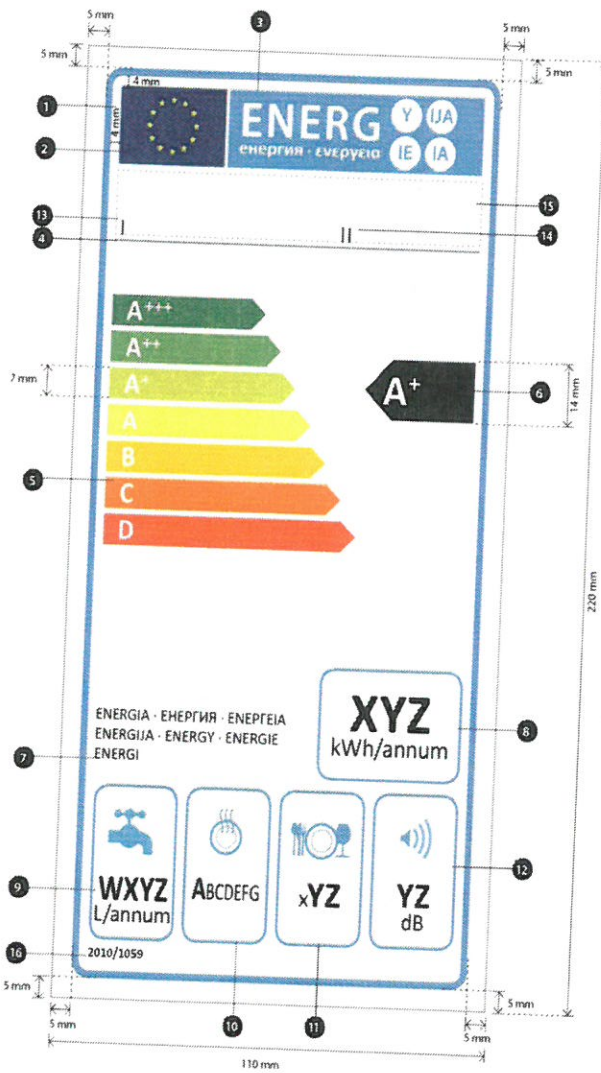 5 mm
3
5 mm
5 mm
5 mm
4 mm
1
4 mm
2
ENERG
Y IJA
енергия · ενεργεια
IE IA
13
I
II
15
4
14
A+++
A++
7 mm
A+
A+
6
14 mm
A
B
5
C
D
220 mm
XYZ
kWh/annum
8
ENERGIA · ЕНЕРГИЯ · ΕΝΕΡΓΕΙΑ
ENERGIJA · ENERGY · ENERGIE
ENERGI
7
9
WXYZ
L/annum
ABCDEFG
xYZ
YZ
dB
12
16
2010/1059
5 mm
5 mm
5 mm
10
11
5 mm
110 mm